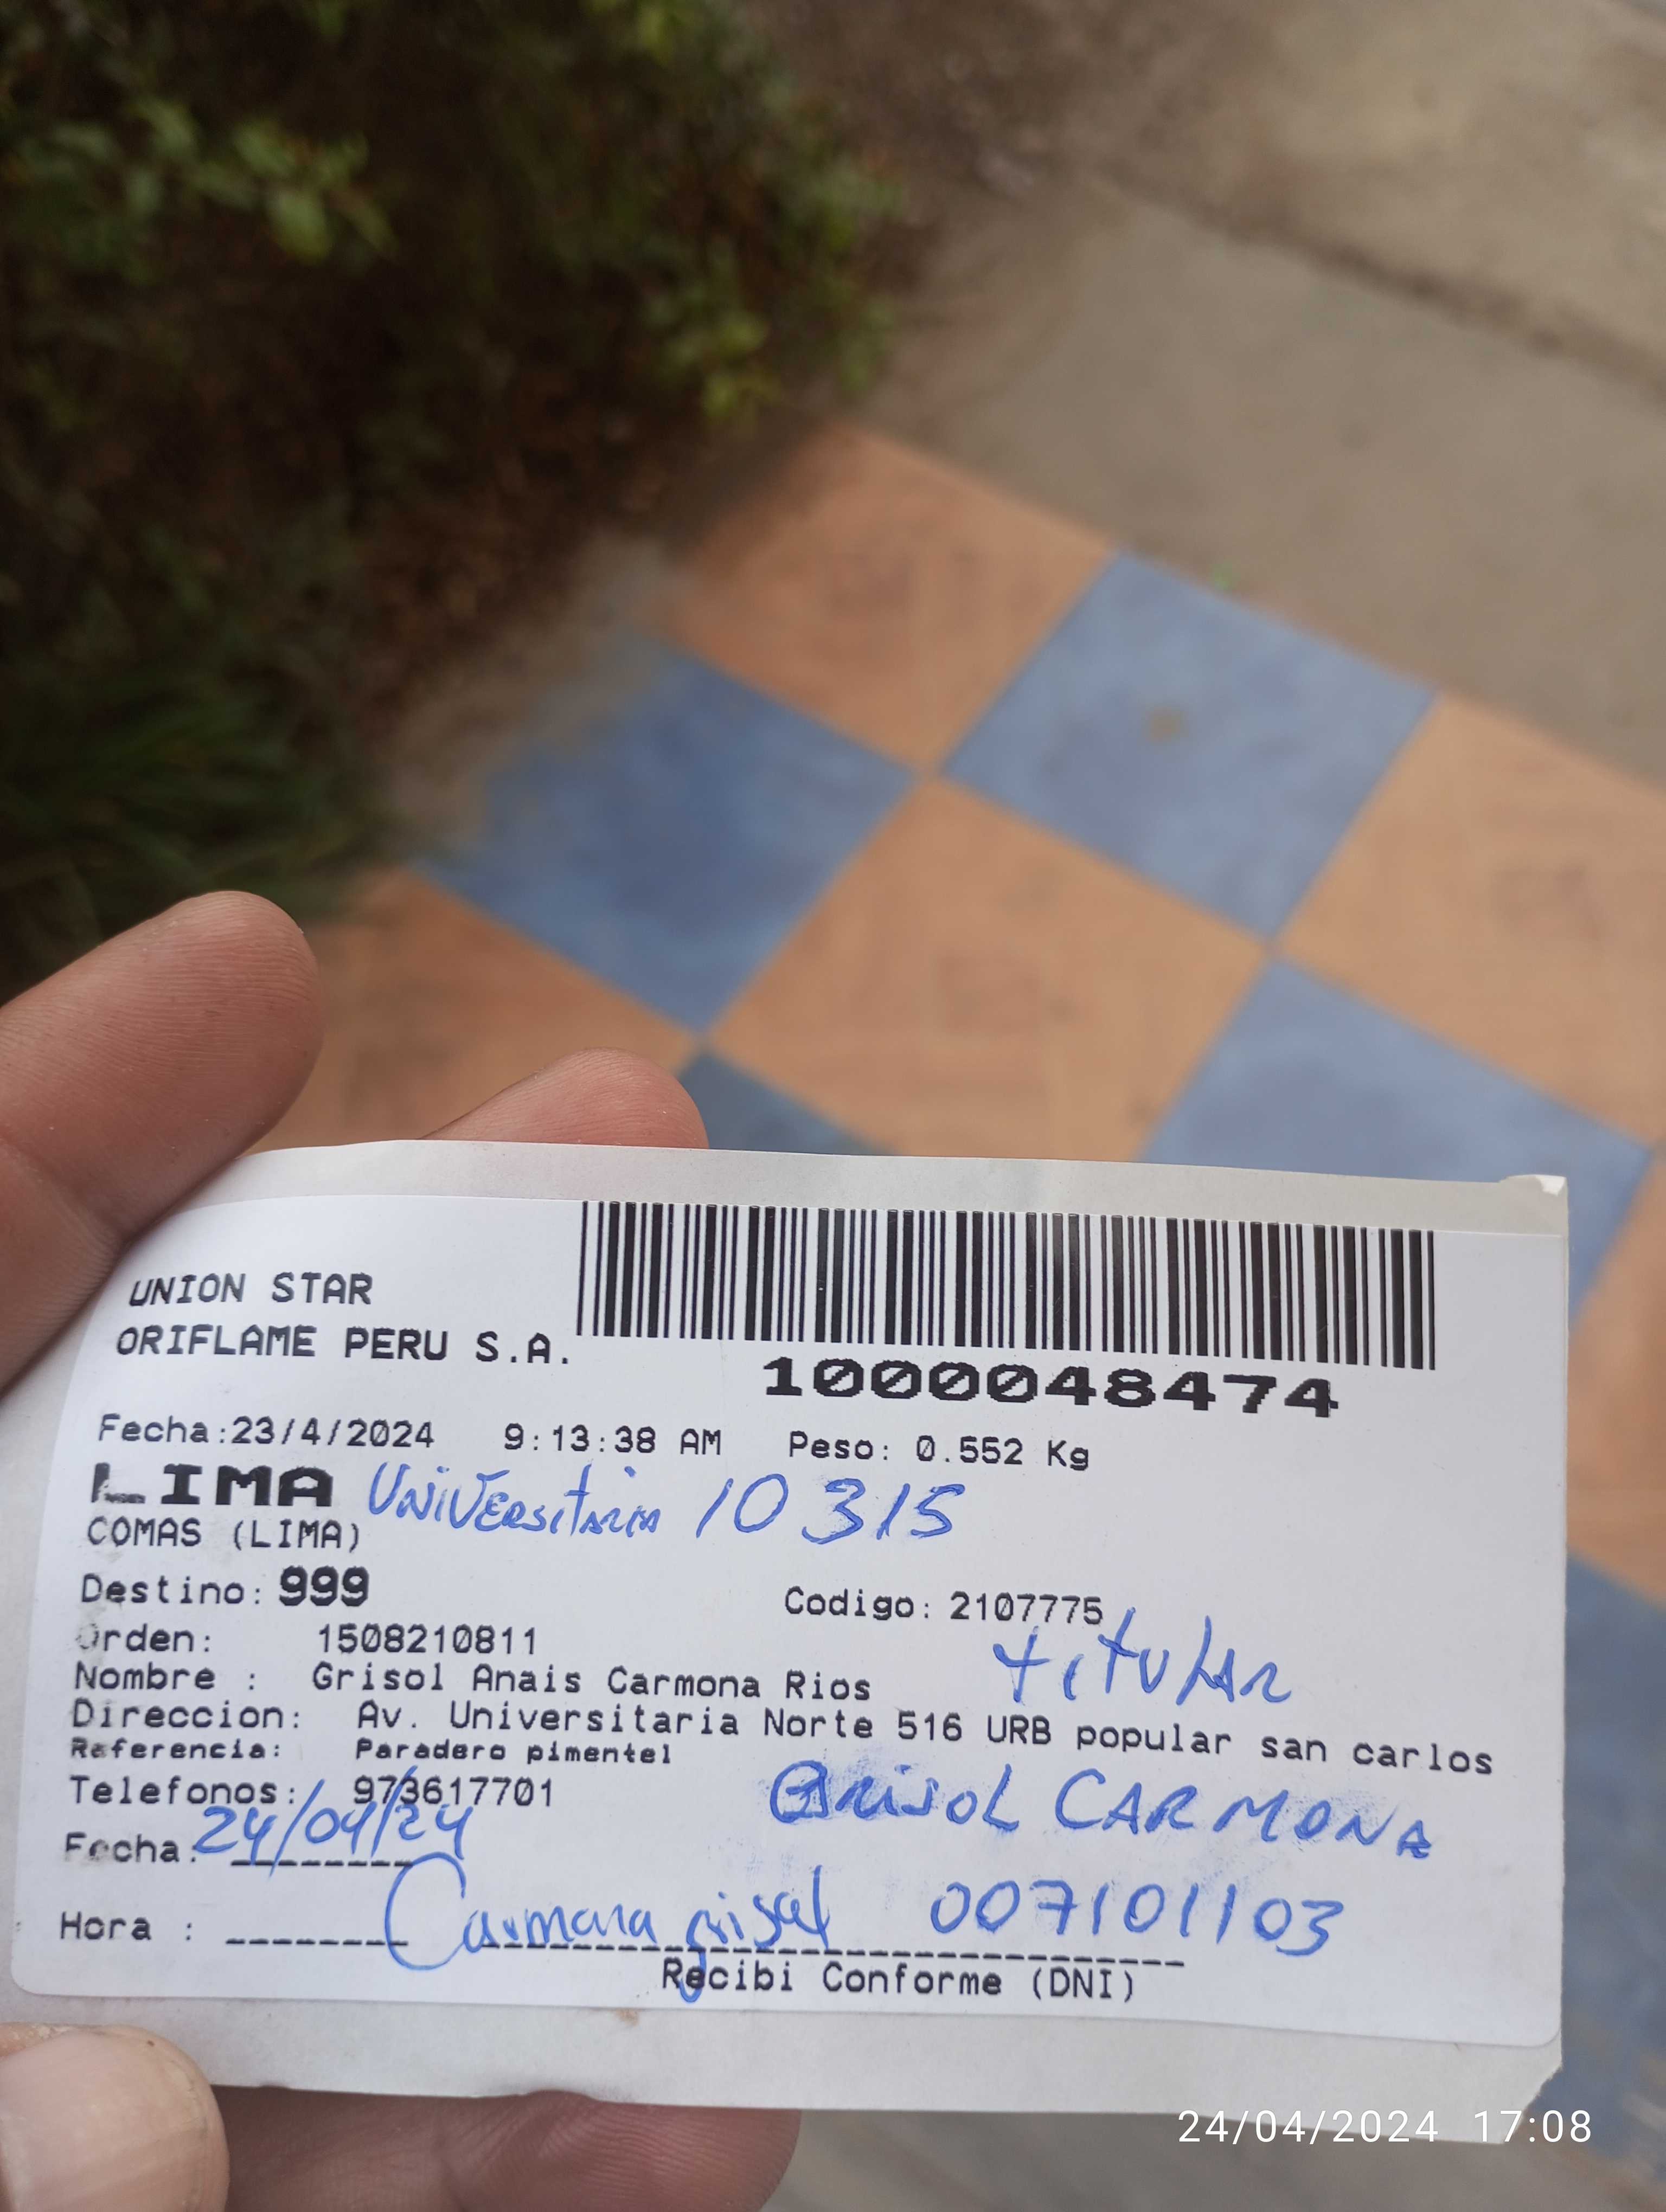 UNION STAR
ORIFLAME PERU S.A.
1000048474
Fecha:23/4/2024 9:13:38 AM Peso: 0.552 Kg
LIMA Universitaria 10315
COMAS (LIMA)
Destino: 999 Codigo: 2107775
Orden: 1508210811 titular
Nombre : Grisol Anais Carmona Rios
Direccion: Av. Universitaria Norte 516 URB popular san carlos
Referencia: Paradero pimentel
Telefonos: 973617701 Grisol CARMONA
Fecha: 24/04/24
Hora : Carmona grisol 007101103
Recibi Conforme (DNI)
24/04/2024 17:08